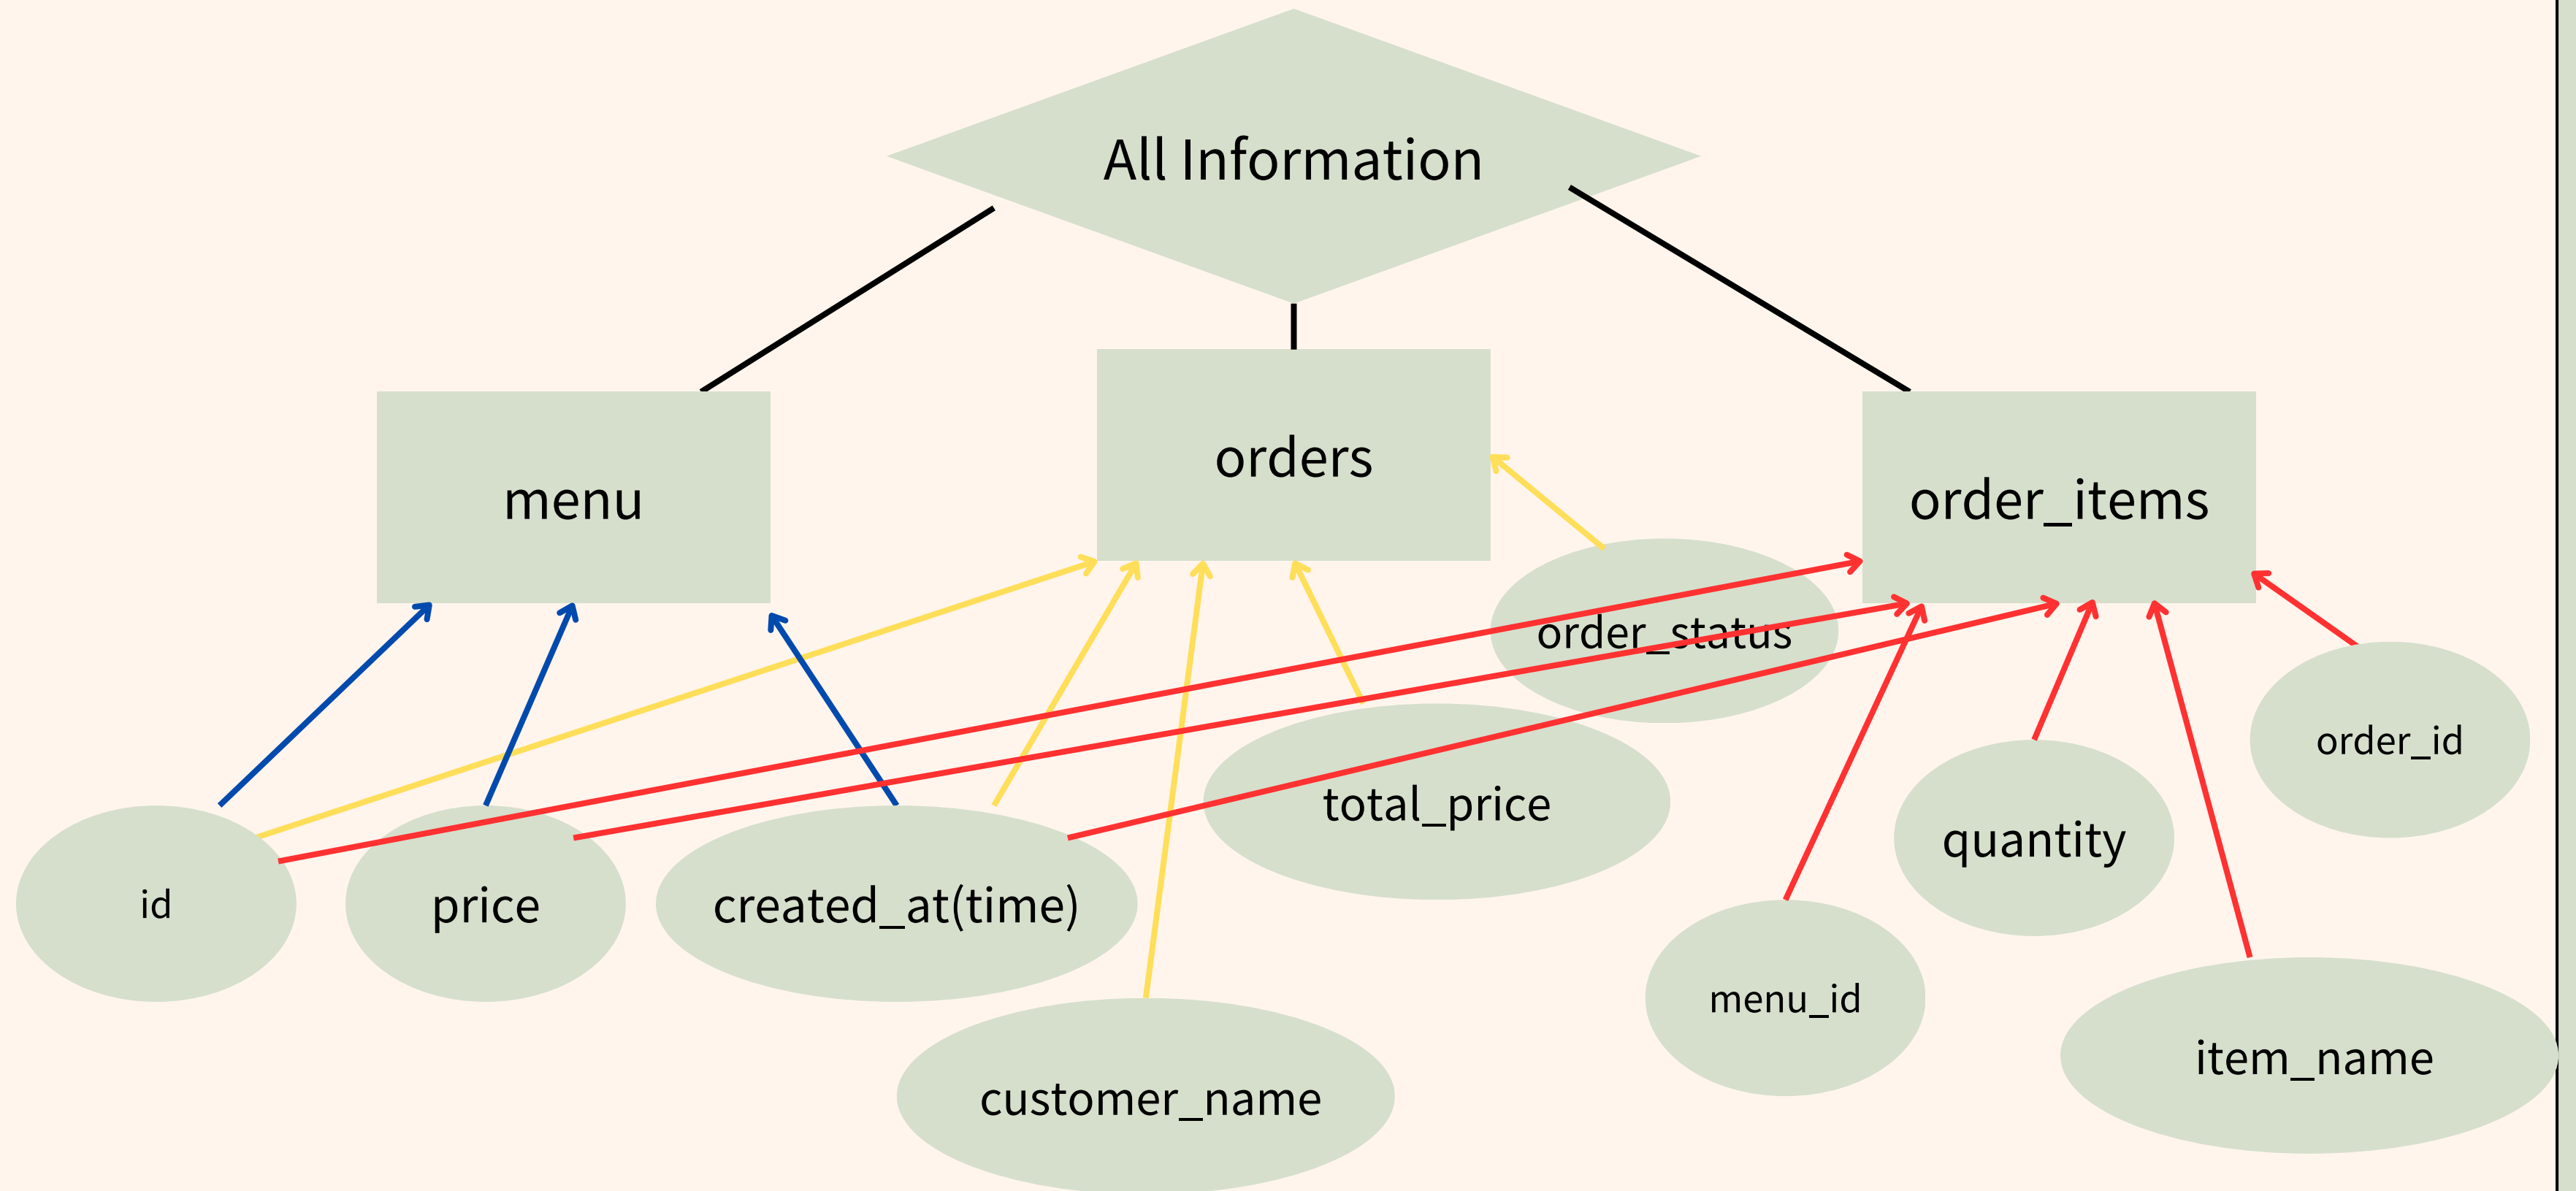 All Information
menu
orders
order_items
order_status
order_id
total_price
quantity
id
price
created_at(time)
menu_id
item_name
customer_name